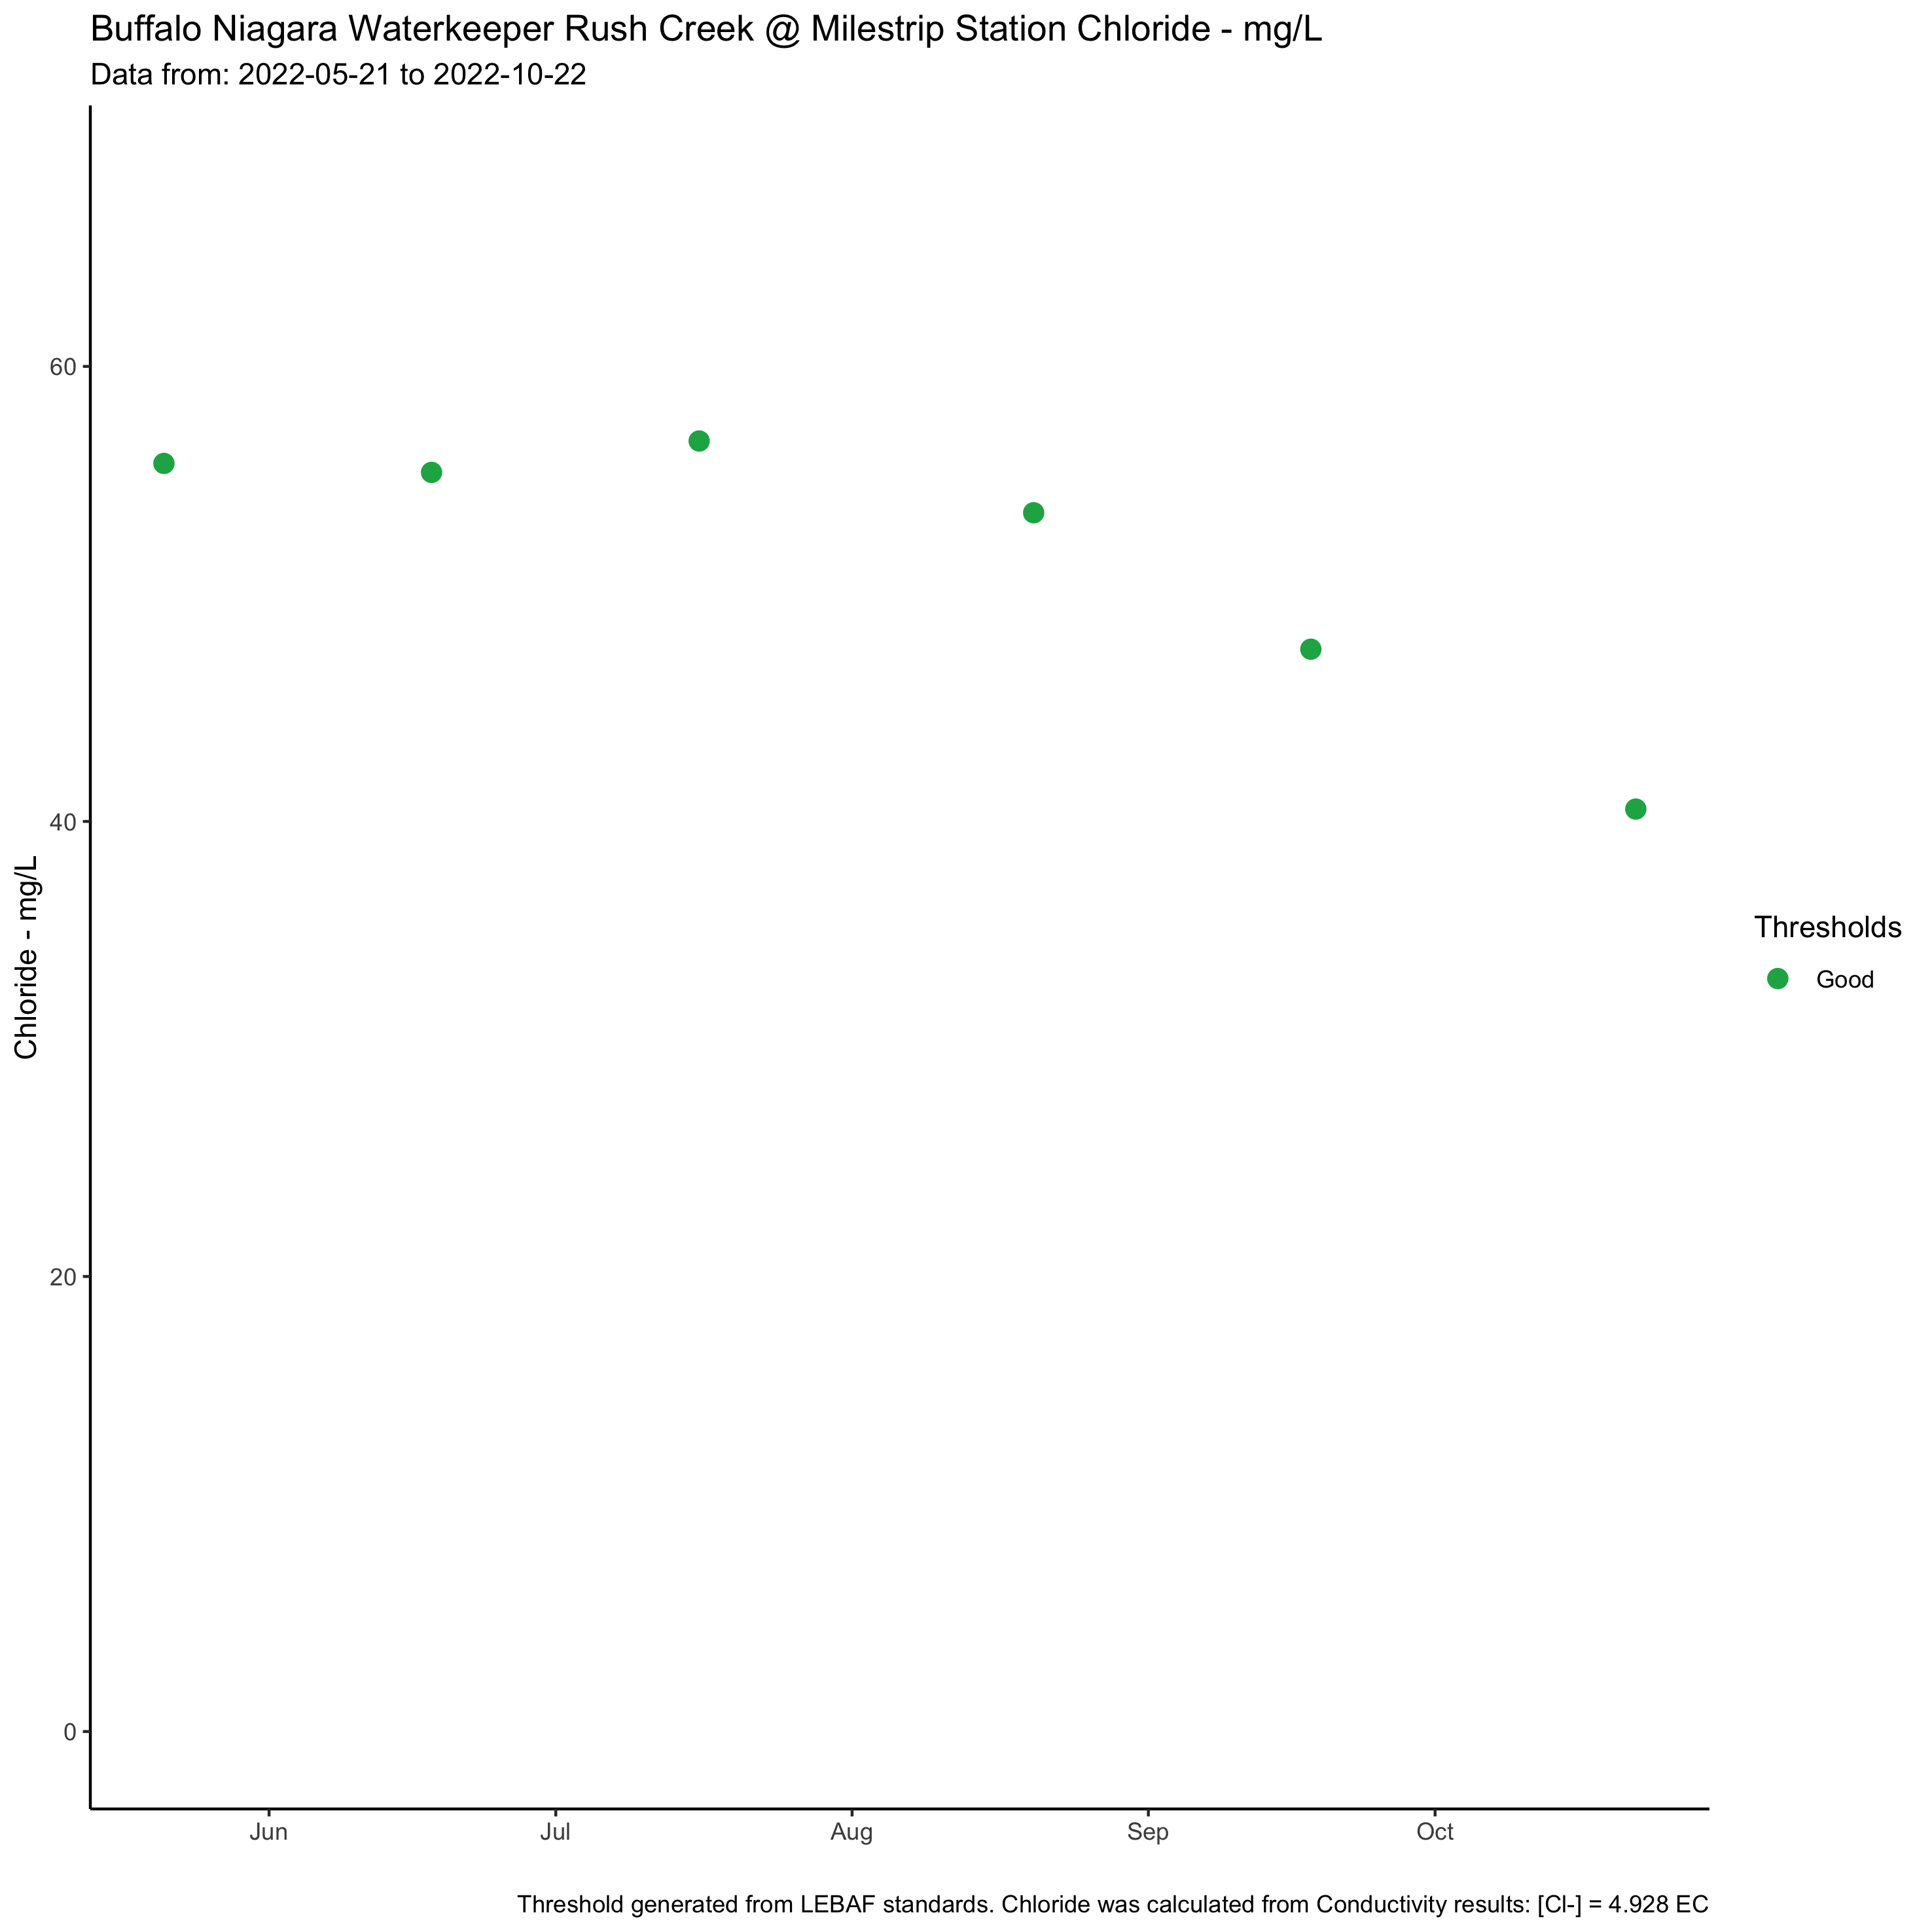 Buffalo Niagara Waterkeeper Rush Creek @ Milestrip Station Chloride - mg/L
Data from: 2022-05-21 to 2022-10-22
Chloride - mg/L
60
40
20
0
Jun Jul Aug Sep Oct
Thresholds
Good
Threshold generated from LEBAF standards. Chloride was calculated from Conductivity results: [Cl-] = 4.928 EC